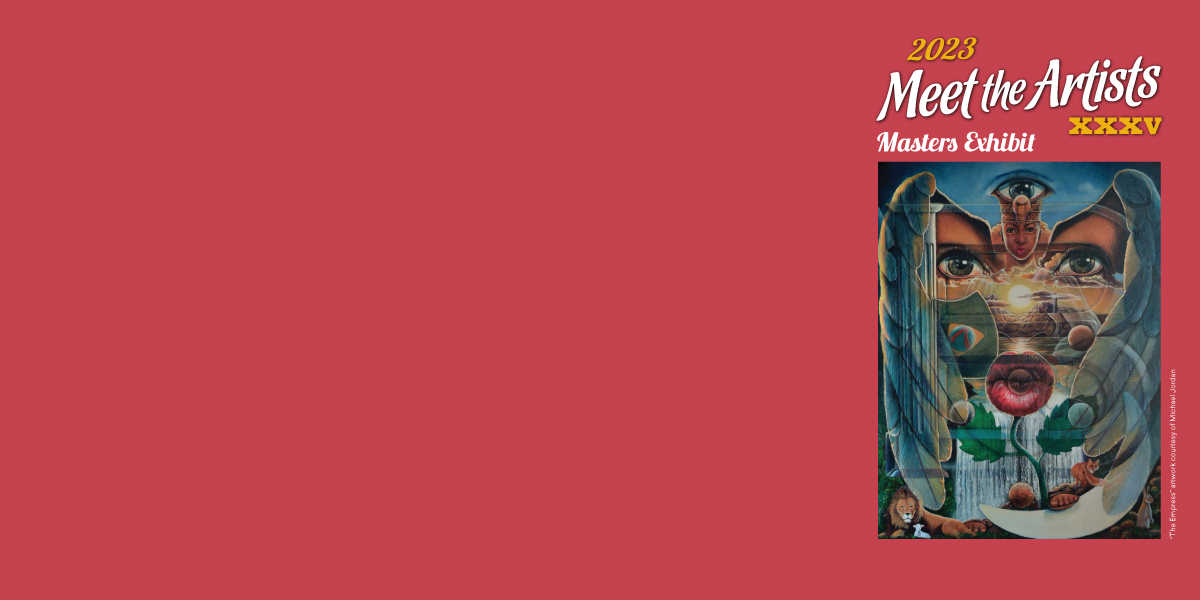 2023
Meet the Artists
XXXV
Masters Exhibit
"The Empress" artwork courtesy of Michael Jordan